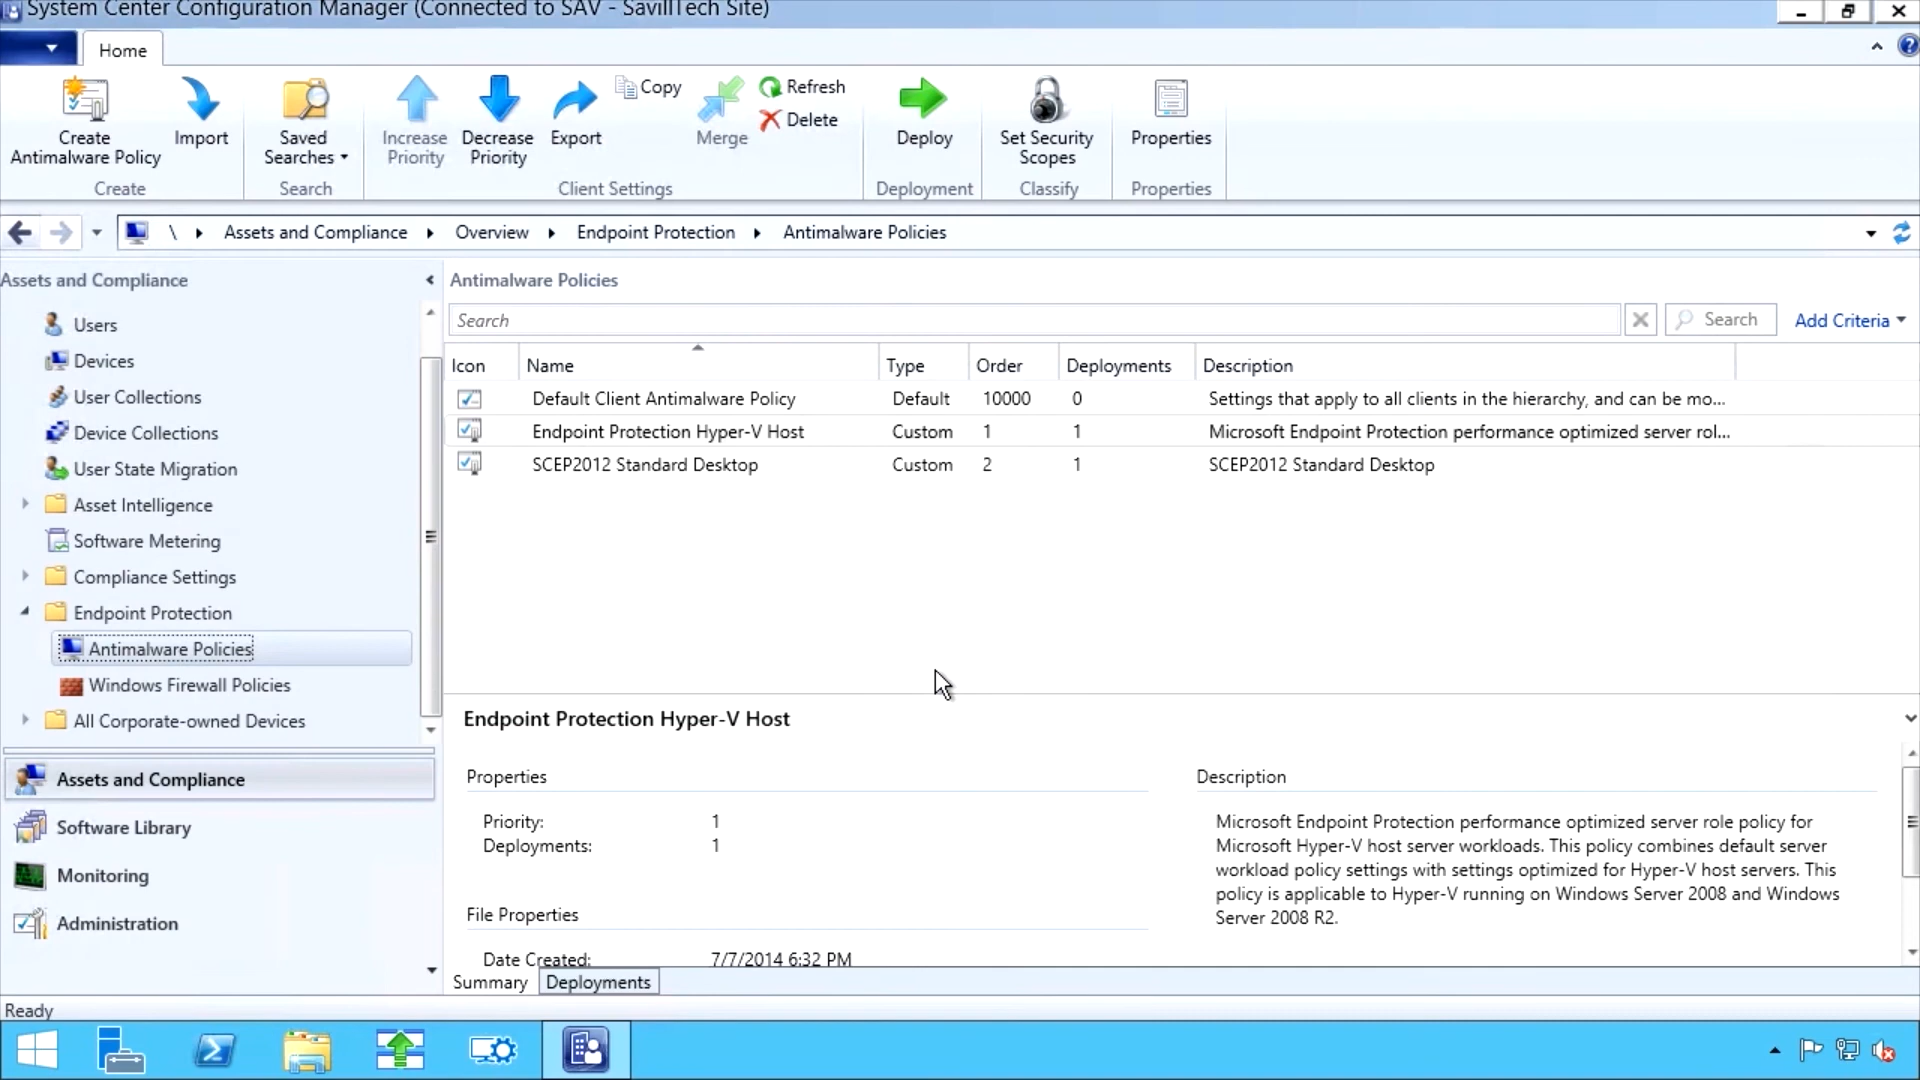 System Center Configuration Manager (Connected to SAV - SavillTech Site)
Home
Create Antimalware Policy
Import
Saved Searches
Increase Priority
Decrease Priority
Export
Copy
Merge
Refresh
Delete
Deploy
Set Security Scopes
Properties
Create
Search
Client Settings
Deployment
Classify
Properties
\ Assets and Compliance Overview Endpoint Protection Antimalware Policies
Assets and Compliance
Users
Devices
User Collections
Device Collections
User State Migration
Asset Intelligence
Software Metering
Compliance Settings
Endpoint Protection
Antimalware Policies
Windows Firewall Policies
All Corporate-owned Devices
Assets and Compliance
Software Library
Monitoring
Administration
Antimalware Policies
Search Search Add Criteria
Icon Name Type Order Deployments Description
Default Client Antimalware Policy Default 10000 0 Settings that apply to all clients in the hierarchy, and can be mo...
Endpoint Protection Hyper-V Host Custom 1 1 Microsoft Endpoint Protection performance optimized server rol...
SCEP2012 Standard Desktop Custom 2 1 SCEP2012 Standard Desktop
Endpoint Protection Hyper-V Host
Properties
Priority: 1
Deployments: 1
File Properties
Date Created: 7/7/2014 6:32 PM
Description
Microsoft Endpoint Protection performance optimized server role policy for
Microsoft Hyper-V host server workloads. This policy combines default server
workload policy settings with settings optimized for Hyper-V host servers. This
policy is applicable to Hyper-V running on Windows Server 2008 and Windows
Server 2008 R2.
Summary Deployments
Ready